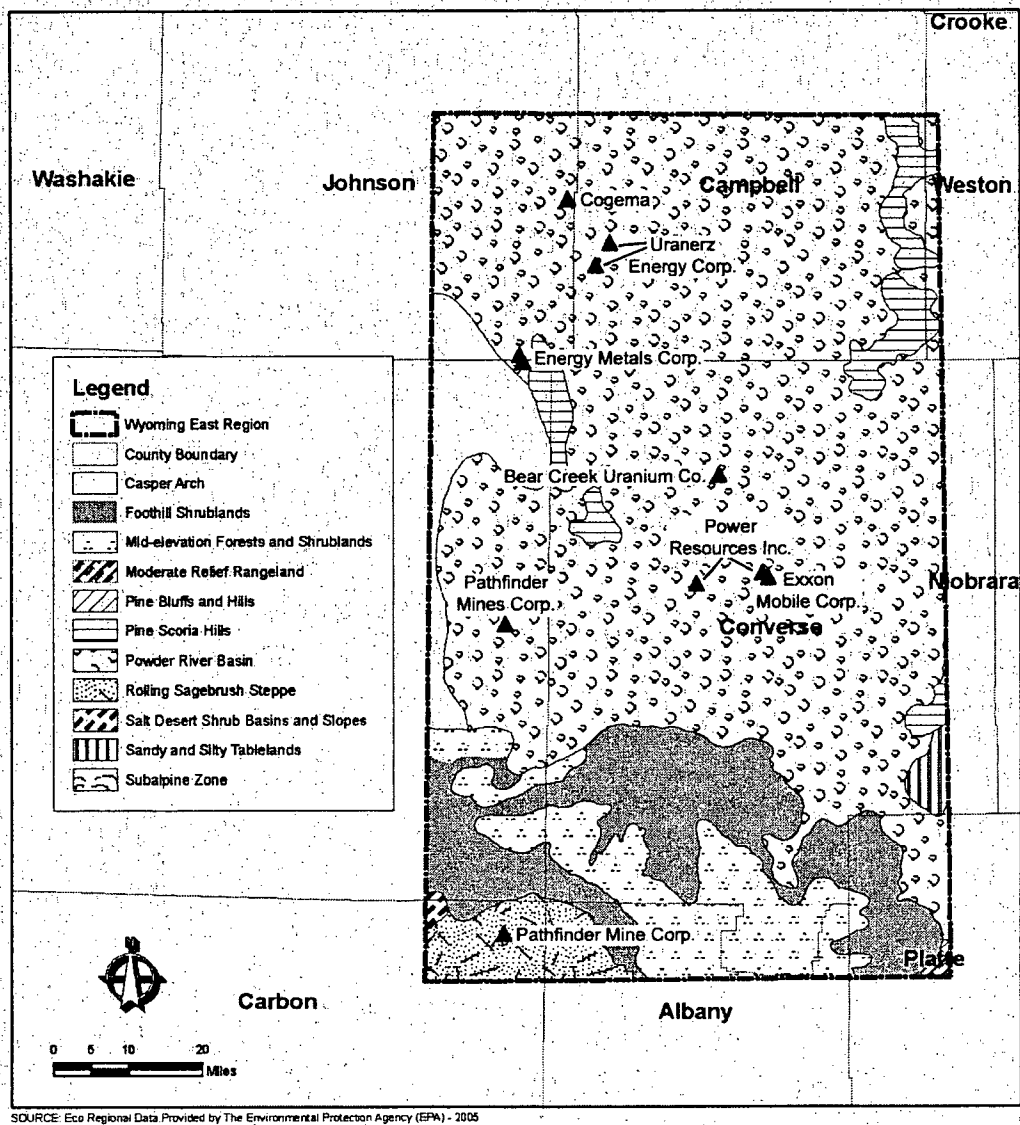 Crooke
Washakie
Johnson
Campbell
Weston
Cogema
Uranerz
Energy Corp.
Energy Metals Corp.
Legend
Wyoming East Region
County Boundary
Casper Arch
Foothill Shrublands
Mid-elevation Forests and Shrublands
Moderate Relief Rangeland
Pine Bluffs and Hills
Pine Scoria Hills
Powder River Basin
Rolling Sagebrush Steppe
Salt Desert Shrub Basins and Slopes
Sandy and Silty Tablelands
Subalpine Zone
Bear Creek Uranium Co.
Power
Resources Inc.
Pathfinder
Mines Corp.
Exxon
Mobile Corp.
Niobrara
Converse
Pathfinder Mine Corp.
Platte
Carbon
Albany
N
0 5 10 20
Miles
SOURCE: Eco Regional Data Provided by The Environmental Protection Agency (EPA) - 2005